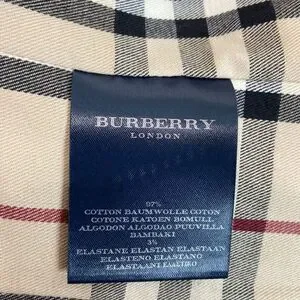 BURBERRY
LONDON
97%
COTTON BAUMWOLLE COTON
COTONE KATOEN BOMULL
ALGODON ALGODAO PUUVILLA
BAMBAKI
3%
ELASTANE ELASTAN ELASTAAN
ELASTENO ELASTANO
ELASTAANI ΕΛΑΣΤΙΚΟ